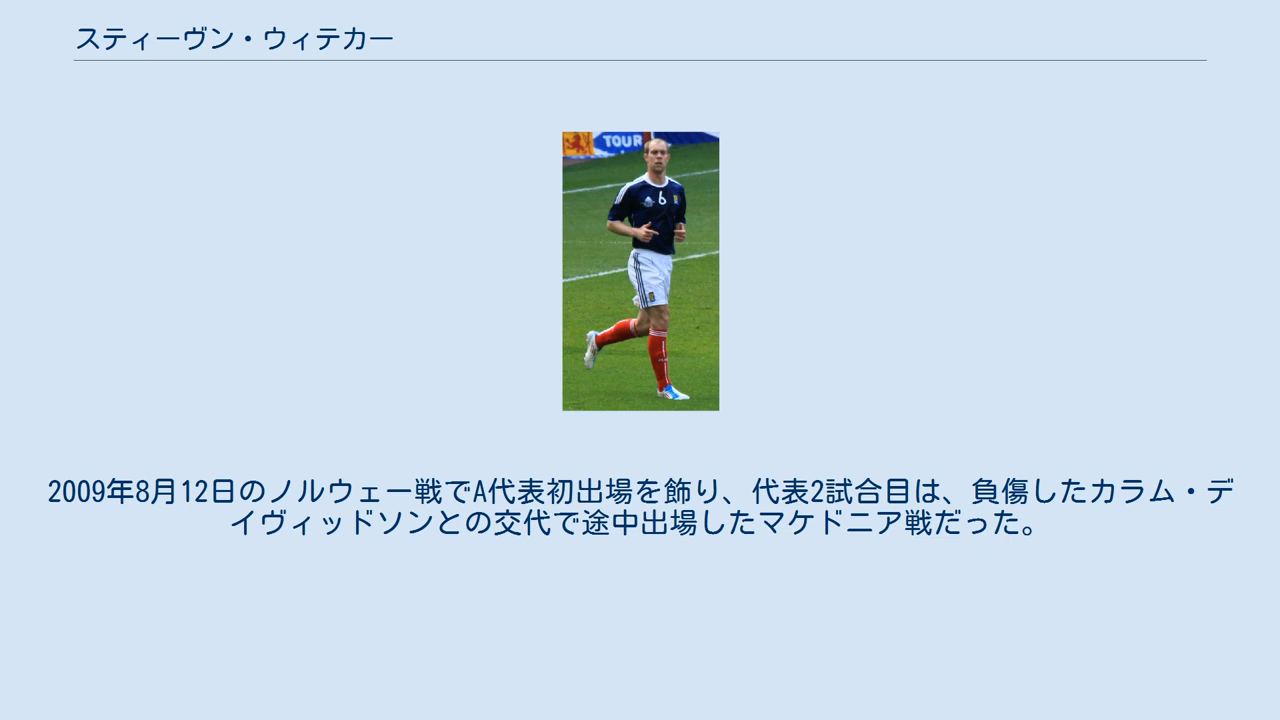 スティーヴン・ウィテカー
TOUR
6
2009年8月12日のノルウェー戦でA代表初出場を飾り、代表2試合目は、負傷したカラム・デ
イヴィッドソンとの交代で途中出場したマケドニア戦だった。